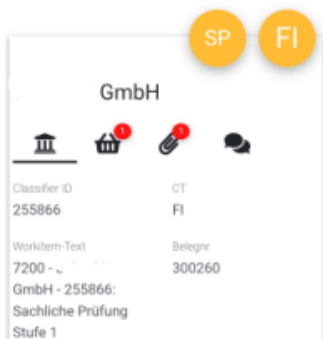 SP FI
GmbH
1 1
Classifier ID CT
255866 FI
Workitem-Text Belegnr
7200 - 300260
GmbH - 255866:
Sachliche Prüfung
Stufe 1